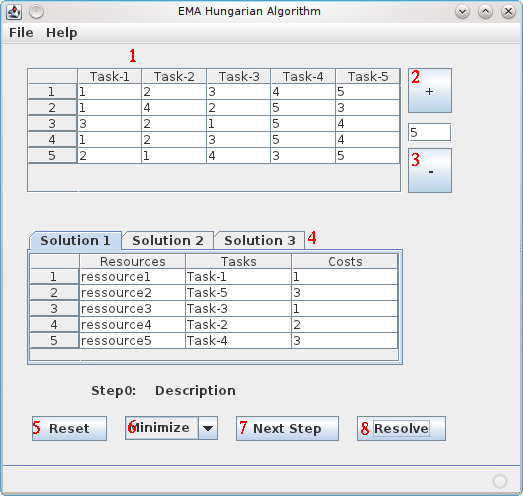 EMA Hungarian Algorithm
File Help
1
Task-1 Task-2 Task-3 Task-4 Task-5
1 1 2 3 4 5
2 1 4 2 5 3
3 3 2 1 5 4
4 1 2 3 5 4
5 2 1 4 3 5
2
+
5
3
-
Solution 1 Solution 2 Solution 3 4
Resources Tasks Costs
1 ressource1 Task-1 1
2 ressource2 Task-5 3
3 ressource3 Task-3 1
4 ressource4 Task-2 2
5 ressource5 Task-4 3
Step0: Description
5 Reset 6 Minimize 7 Next Step 8 Resolve